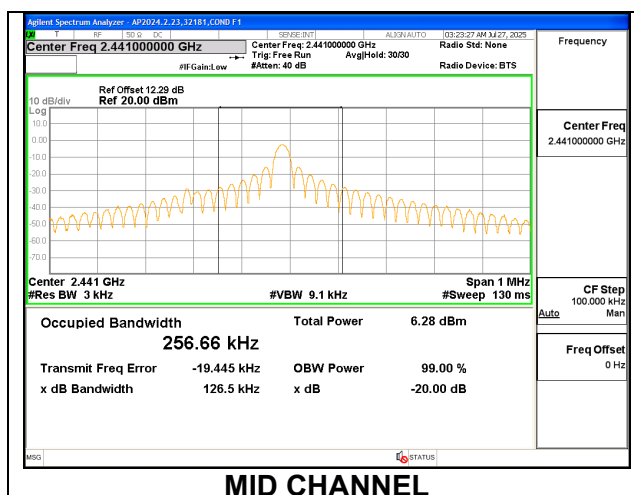 Agilent Spectrum Analyzer - AP2024.2.23,32181,COND F1
T RF 50 Ω DC SENSE:INT ALIGN AUTO 03:23:27 AM Jul 27, 2025
Center Freq 2.441000000 GHz
Center Freq: 2.441000000 GHz Radio Std: None
Trig: Free Run Avg|Hold: 30/30
#IFGain:Low #Atten: 40 dB Radio Device: BTS
Frequency
Ref Offset 12.29 dB
10 dB/div Ref 20.00 dBm
Log
10.0
0.00
-10.0
-20.0
-30.0
-40.0
-50.0
-60.0
-70.0
Center 2.441 GHz Span 1 MHz
#Res BW 3 kHz #VBW 9.1 kHz #Sweep 130 ms
Center Freq
2.441000000 GHz
CF Step
100.000 kHz
Auto Man
Freq Offset
0 Hz
Occupied Bandwidth Total Power 6.28 dBm
256.66 kHz
Transmit Freq Error -19.445 kHz OBW Power 99.00 %
x dB Bandwidth 126.5 kHz x dB -20.00 dB
MSG STATUS
MID CHANNEL